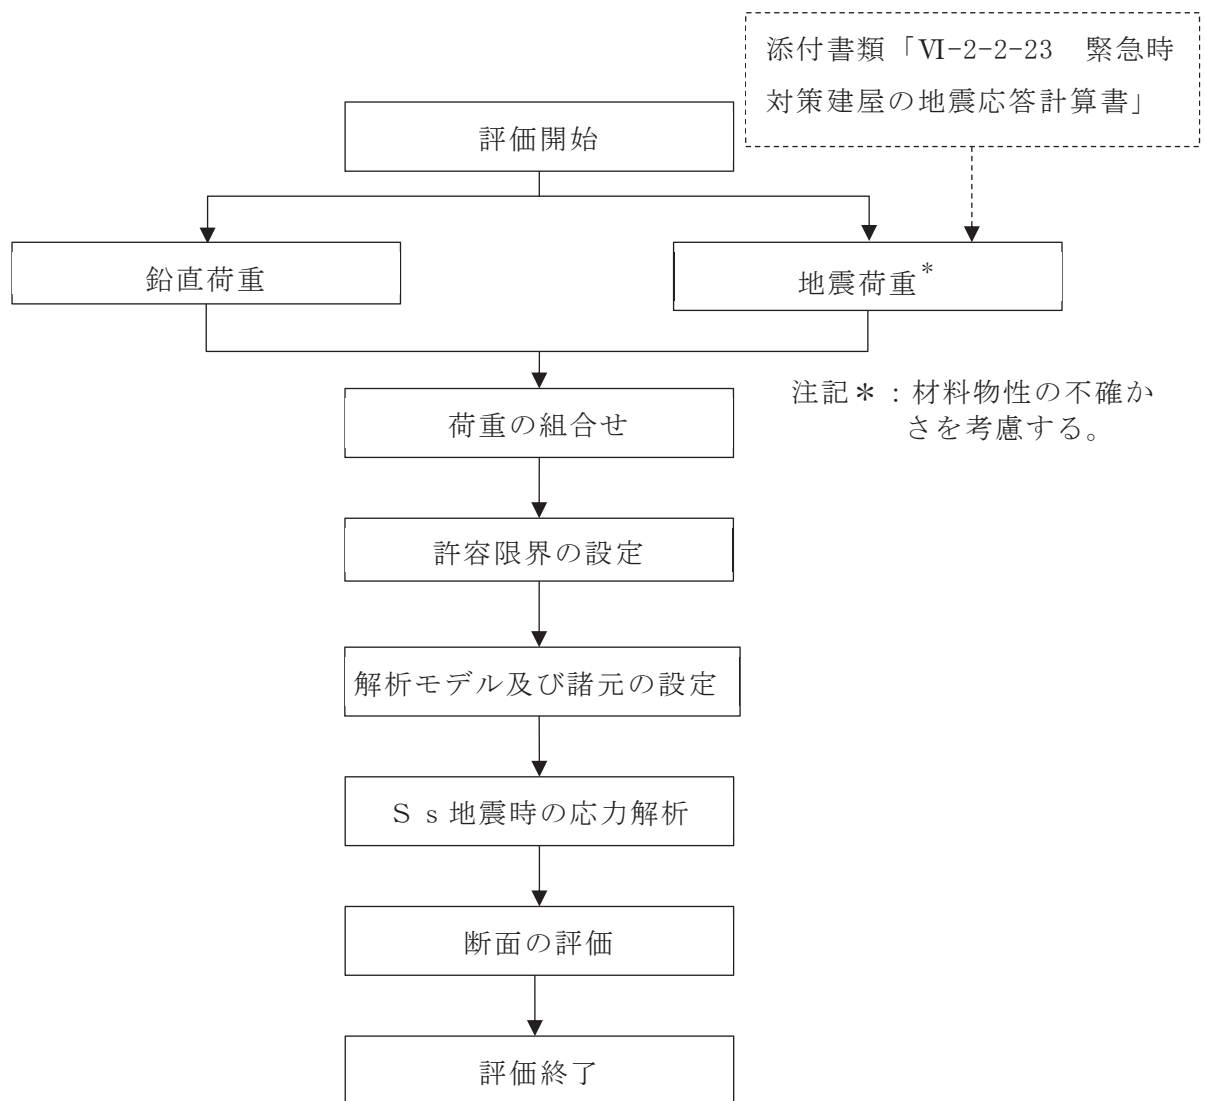 添付書類「Ⅵ-2-2-23　緊急時
対策建屋の地震応答計算書」
評価開始
鉛直荷重
地震荷重*
注記＊：材料物性の不確か
さを考慮する。
荷重の組合せ
許容限界の設定
解析モデル及び諸元の設定
Ｓｓ地震時の応力解析
断面の評価
評価終了